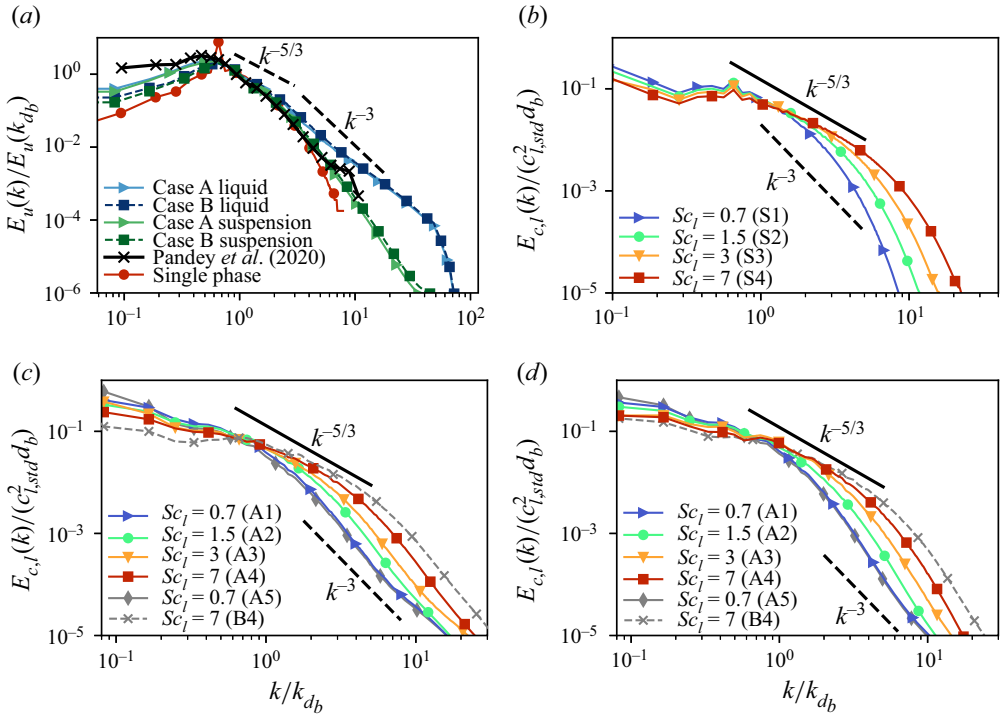 (a)
E_u(k)/E_u(k_{d_b})
10^0
10^{−2}
10^{−4}
10^{−6}
k^{−5/3}
k^{−3}
Case A liquid
Case B liquid
Case A suspension
Case B suspension
Pandey et al. (2020)
Single phase
10^{−1} 10^0 10^1 10^2
(b)
E_{c,l}(k)/(c^2_{l,std}d_b)
10^{−1}
10^{−3}
10^{−5}
k^{−5/3}
k^{−3}
Sc_l = 0.7 (S1)
Sc_l = 1.5 (S2)
Sc_l = 3 (S3)
Sc_l = 7 (S4)
10^0 10^1
(c)
E_{c,l}(k)/(c^2_{l,std}d_b)
10^{−1}
10^{−3}
10^{−5}
k^{−5/3}
k^{−3}
Sc_l = 0.7 (A1)
Sc_l = 1.5 (A2)
Sc_l = 3 (A3)
Sc_l = 7 (A4)
Sc_l = 0.7 (A5)
Sc_l = 7 (B4)
10^{−1} 10^0 10^1
k/k_{d_b}
(d)
E_{c,l}(k)/(c^2_{l,std}d_b)
10^{−1}
10^{−3}
10^{−5}
k^{−5/3}
k^{−3}
Sc_l = 0.7 (A1)
Sc_l = 1.5 (A2)
Sc_l = 3 (A3)
Sc_l = 7 (A4)
Sc_l = 0.7 (A5)
Sc_l = 7 (B4)
10^{−1} 10^0 10^1
k/k_{d_b}